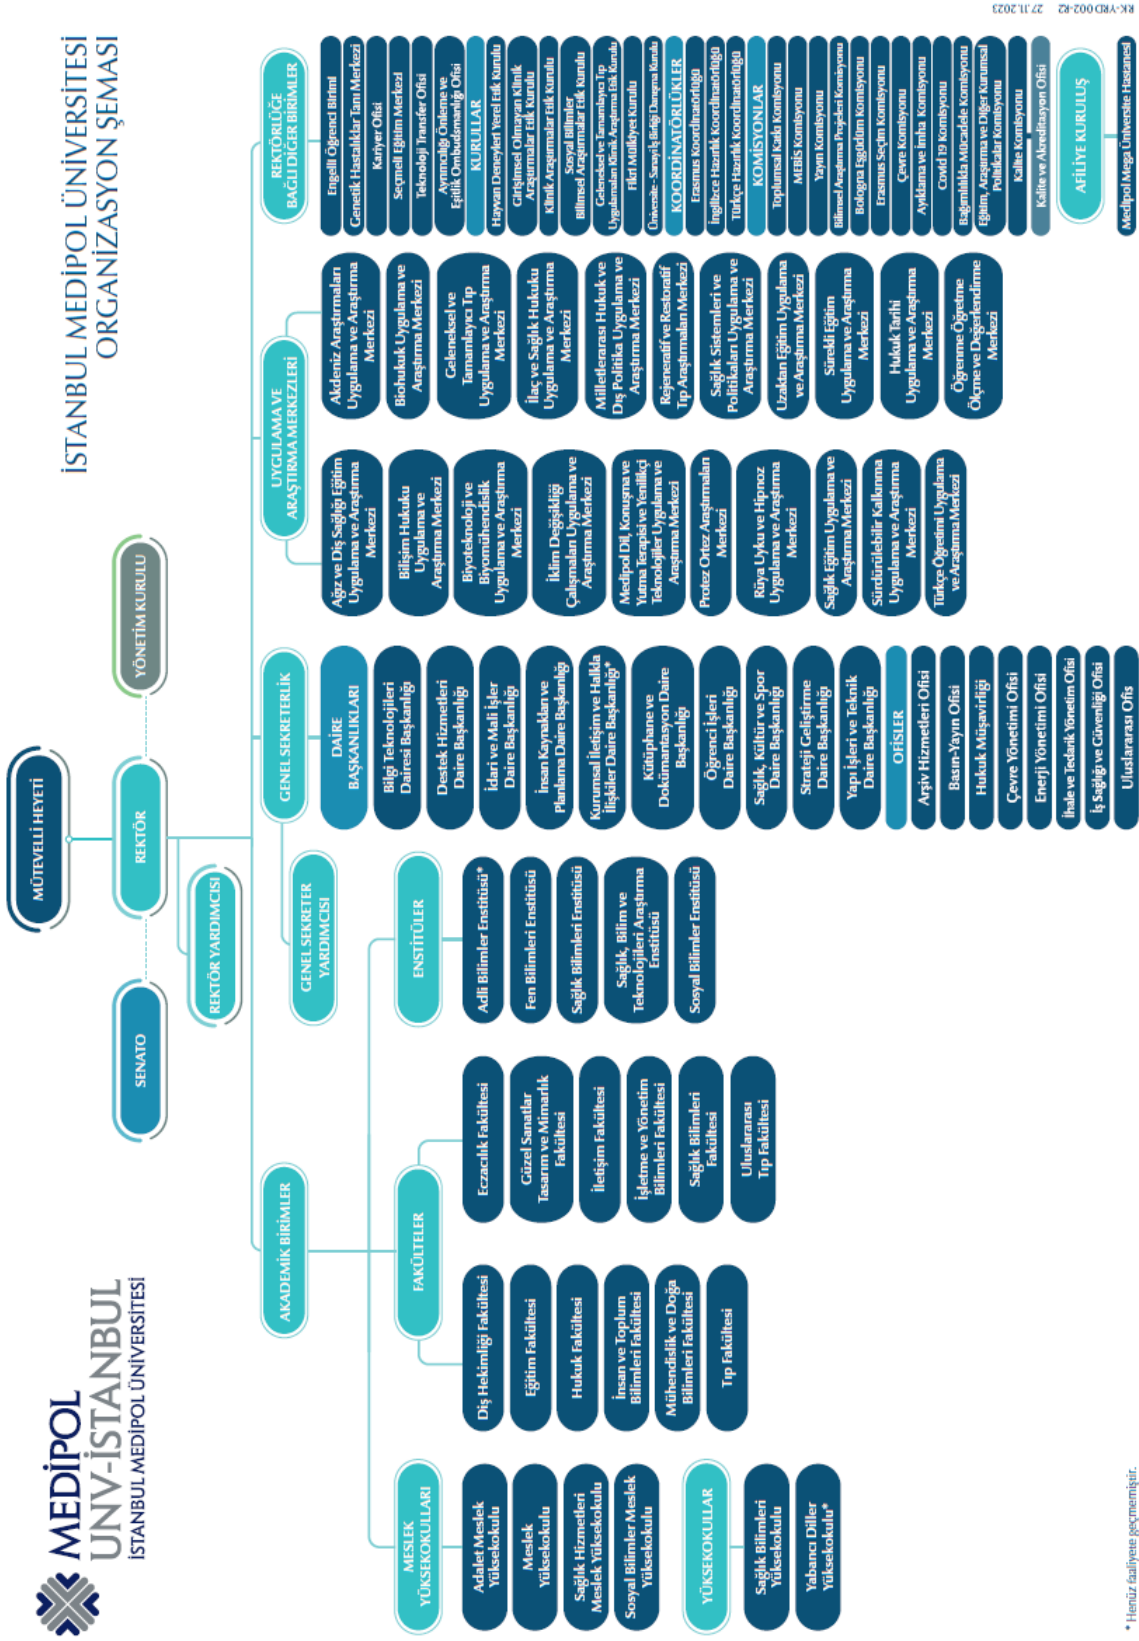 MEDİPOL
UNV-İSTANBUL
İSTANBUL MEDİPOL ÜNİVERSİTESİ
İSTANBUL MEDİPOL ÜNİVERSİTESİ
ORGANİZASYON ŞEMASI
MÜTEVELLİ HEYETİ
SENATO
REKTÖR
YÖNETİM KURULU
REKTÖR YARDIMCISI
AKADEMİK BİRİMLER
MESLEK
YÜKSEKOKULLARI
Adalet Meslek
Yüksekokulu
Meslek
Yüksekokulu
Sağlık Hizmetleri
Meslek Yüksekokulu
Sosyal Bilimler Meslek
Yüksekokulu
YÜKSEKOKULLAR
Sağlık Bilimleri
Yüksekokulu
Yabancı Diller
Yüksekokulu*
FAKÜLTELER
Diş Hekimliği Fakültesi
Eğitim Fakültesi
Hukuk Fakültesi
İnsan ve Toplum
Bilimleri Fakültesi
Mühendislik ve Doğa
Bilimleri Fakültesi
Tıp Fakültesi
Eczacılık Fakültesi
Güzel Sanatlar
Tasarım ve Mimarlık
Fakültesi
İletişim Fakültesi
İşletme ve Yönetim
Bilimleri Fakültesi
Sağlık Bilimleri
Fakültesi
Uluslararası
Tıp Fakültesi
ENSTİTÜLER
Adli Bilimler Enstitüsü*
Fen Bilimleri Enstitüsü
Sağlık Bilimleri Enstitüsü
Sağlık, Bilim ve
Teknolojileri Araştırma
Enstitüsü
Sosyal Bilimler Enstitüsü
GENEL SEKRETERLİK
GENEL SEKRETER
YARDIMCISI
DAİRE
BAŞKANLIKLARI
Bilgi Teknolojileri
Dairesi Başkanlığı
Destek Hizmetleri
Daire Başkanlığı
İdari ve Mali İşler
Daire Başkanlığı
İnsan Kaynakları ve
Planlama Daire Başkanlığı
Kurumsal İletişim ve Halkla
İlişkiler Daire Başkanlığı*
Kütüphane ve
Dokümantasyon Daire
Başkanlığı
Öğrenci İşleri
Daire Başkanlığı
Sağlık, Kültür ve Spor
Daire Başkanlığı
Strateji Geliştirme
Daire Başkanlığı
Yapı İşleri ve Teknik
Daire Başkanlığı
OFİSLER
Arşiv Hizmetleri Ofisi
Basın-Yayın Ofisi
Hukuk Müşavirliği
Çevre Yönetimi Ofisi
Enerji Yönetimi Ofisi
İhale ve Tedarik Yönetim Ofisi
İş Sağlığı ve Güvenliği Ofisi
Uluslararası Ofis
UYGULAMA VE
ARAŞTIRMA MERKEZLERİ
Ağız ve Diş Sağlığı Eğitim
Uygulama ve Araştırma
Merkezi
Bilişim Hukuku
Uygulama ve
Araştırma Merkezi
Biyoteknoloji ve
Biyomühendislik
Uygulama ve Araştırma
Merkezi
İklim Değişikliği
Çalışmaları Uygulama ve
Araştırma Merkezi
Medipol Dil, Konuşma ve
Yutma Terapisi ve Yenilikçi
Teknolojiler Uygulama ve
Araştırma Merkezi
Protez Ortez Araştırmaları
Merkezi
Rüya Uyku ve Hipnoz
Uygulama ve Araştırma
Merkezi
Sağlık Eğitim Uygulama ve
Araştırma Merkezi
Sürdürülebilir Kalkınma
Uygulama ve Araştırma
Merkezi
Türkçe Öğretimi Uygulama
ve Araştırma Merkezi
Akdeniz Araştırmaları
Uygulama ve Araştırma
Merkezi
Biohukuk Uygulama ve
Araştırma Merkezi
Geleneksel ve
Tamamlayıcı Tıp
Uygulama ve Araştırma
Merkezi
İlaç ve Sağlık Hukuku
Uygulama ve Araştırma
Merkezi
Milletlerarası Hukuk ve
Dış Politika Uygulama ve
Araştırma Merkezi
Rejeneratif ve Restoratif
Tıp Araştırmaları Merkezi
Sağlık Sistemleri ve
Politikaları Uygulama ve
Araştırma Merkezi
Uzaktan Eğitim Uygulama
ve Araştırma Merkezi
Sürekli Eğitim
Uygulama ve Araştırma
Merkezi
Hukuk Tarihi
Uygulama ve Araştırma
Merkezi
Öğrenme Öğretme
Ölçme ve Değerlendirme
Merkezi
REKTÖRLÜĞE
BAĞLI DİĞER BİRİMLER
Engelli Öğrenci Birimi
Genetik Hastalıklar Tanı Merkezi
Kariyer Ofisi
Seçmeli Eğitim Merkezi
Teknoloji Transfer Ofisi
Ayrımcılığı Önleme ve
Eşitlik Ombudsmanlığı Ofisi
KURULLAR
Hayvan Deneyleri Yerel Etik Kurulu
Girişimsel Olmayan Klinik
Araştırmalar Etik Kurulu
Klinik Araştırmalar Etik Kurulu
Sosyal Bilimler
Bilimsel Araştırmalar Etik Kurulu
Geleneksel ve Tamamlayıcı Tıp
Uygulamaları Klinik Araştırma Etik Kurulu
Fikri Mülkiyet Kurulu
Üniversite - Sanayi İş Birliği Danışma Kurulu
KOORDİNATÖRLÜKLER
Erasmus Koordinatörlüğü
İngilizce Hazırlık Koordinatörlüğü
Türkçe Hazırlık Koordinatörlüğü
KOMİSYONLAR
Toplumsal Katkı Komisyonu
MEBİS Komisyonu
Yayın Komisyonu
Bilimsel Araştırma Projeleri Komisyonu
Bologna Eşgüdüm Komisyonu
Erasmus Seçim Komisyonu
Çevre Komisyonu
Ayıklama ve İmha Komisyonu
Covid 19 Komisyonu
Bağımlılıkla Mücadele Komisyonu
Eğitim, Araştırma ve Diğer Kurumsal
Politikalar Komisyonu
Kalite Komisyonu
Kalite ve Akreditasyon Ofisi
AFİLİYE KURULUŞ
Medipol Mega Üniversite Hastanesi
* Henüz faaliyete geçmemiştir.
RK-YRD 002-R2 27.11.2023